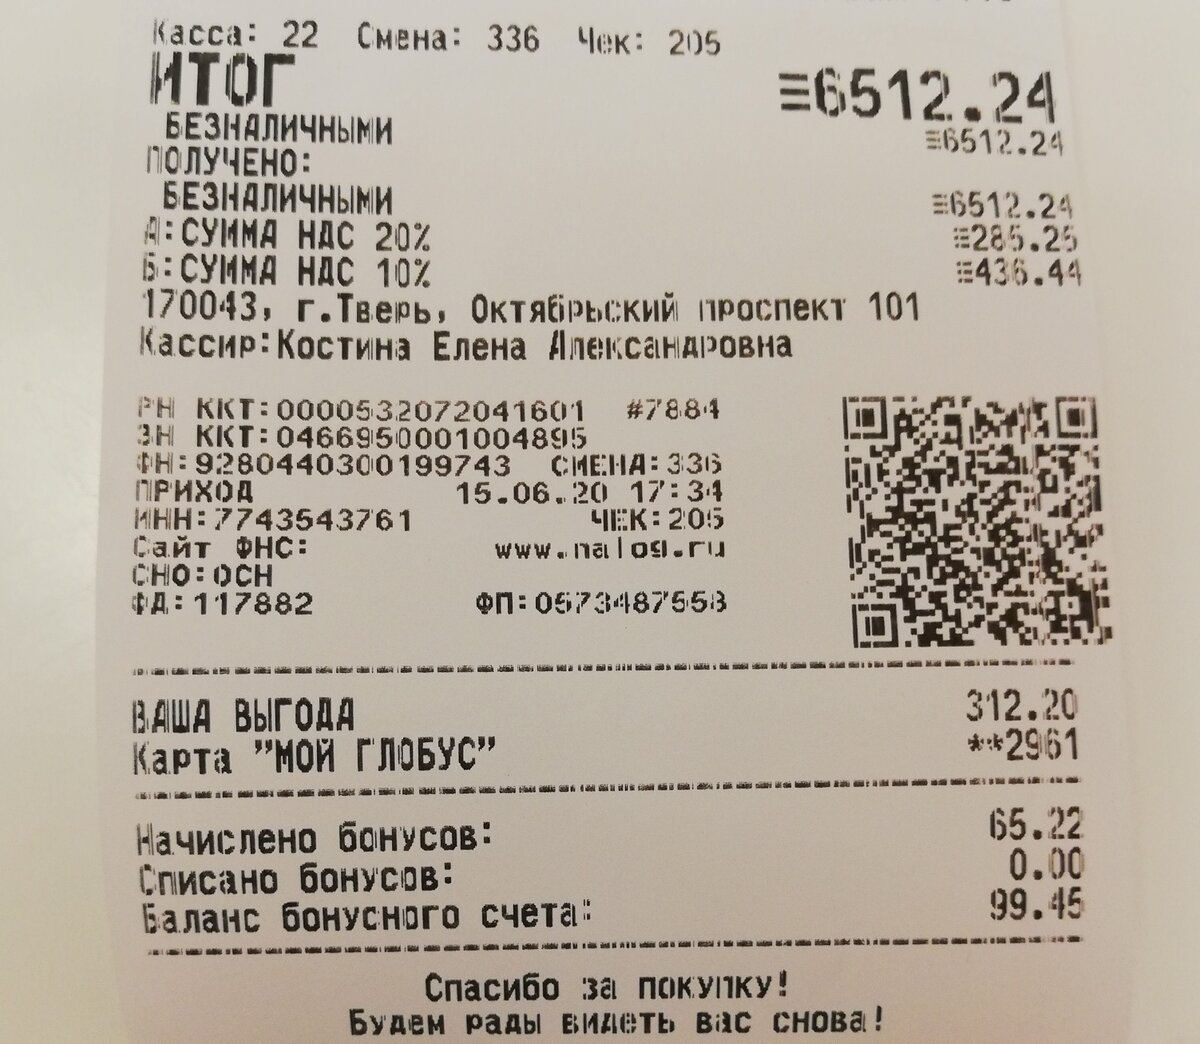 Касса: 22 Смена: 336 Чек: 205
ИТОГ ≡6512.24
БЕЗНАЛИЧНЫМИ ≡6512.24
ПОЛУЧЕНО:
БЕЗНАЛИЧНЫМИ ≡6512.24
А:СУММА НДС 20% ≡285.25
Б:СУММА НДС 10% ≡436.44
170043, г.Тверь, Октябрьский проспект 101
Кассир:Костина Елена Александровна
РН ККТ:0000532072041601 #7884
ЗН ККТ:0466950001004895
ФН:9280440300199743 СМЕНА:336
ПРИХОД 15.06.20 17:34
ИНН:7743543761 ЧЕК:205
Сайт ФНС: www.nalog.ru
СНО:ОСН
ФД:117882 ФП:0573487558
ВАША ВЫГОДА 312.20
Карта "МОЙ ГЛОБУС" **2961
Начислено бонусов: 65.22
Списано бонусов: 0.00
Баланс бонусного счета: 99.45
Спасибо за покупку!
Будем рады видеть вас снова!